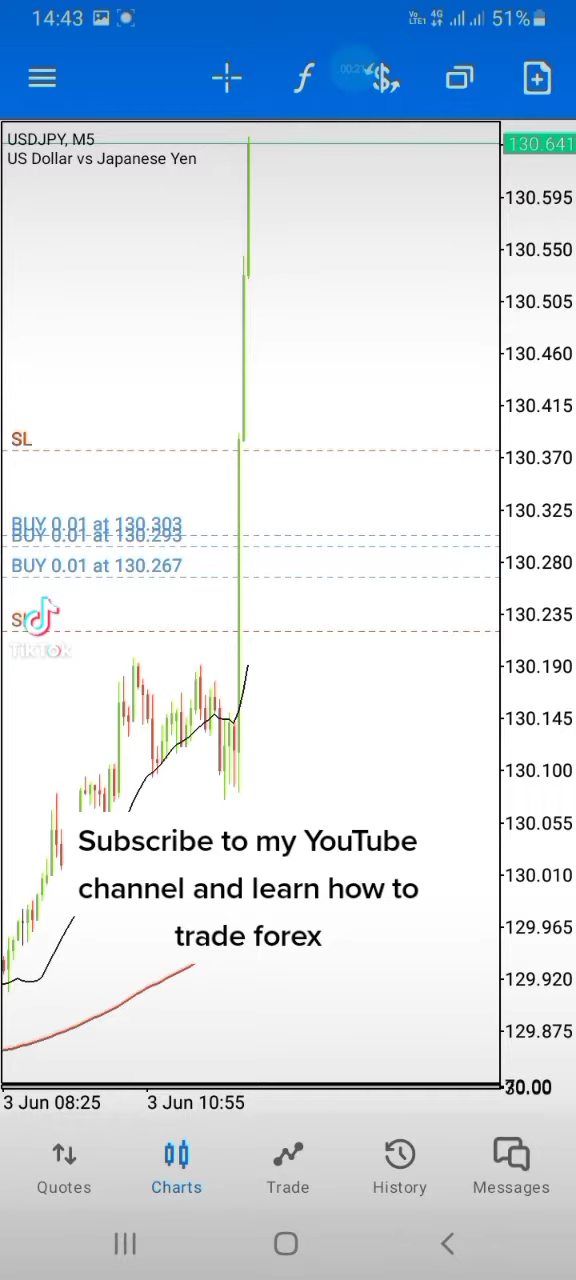 14:43
Vo
LTE1
4G
51%
f
00:21
$
USDJPY, M5
US Dollar vs Japanese Yen
130.641
130.595
130.550
130.505
130.460
130.415
SL
130.370
130.325
BUY 0.01 at 130.303
BUY 0.01 at 130.293
130.280
BUY 0.01 at 130.267
130.235
TikTok
130.190
130.145
130.100
130.055
Subscribe to my YouTube
channel and learn how to
trade forex
130.010
129.965
129.920
129.875
3 Jun 08:25
3 Jun 10:55
Quotes
Charts
Trade
History
Messages